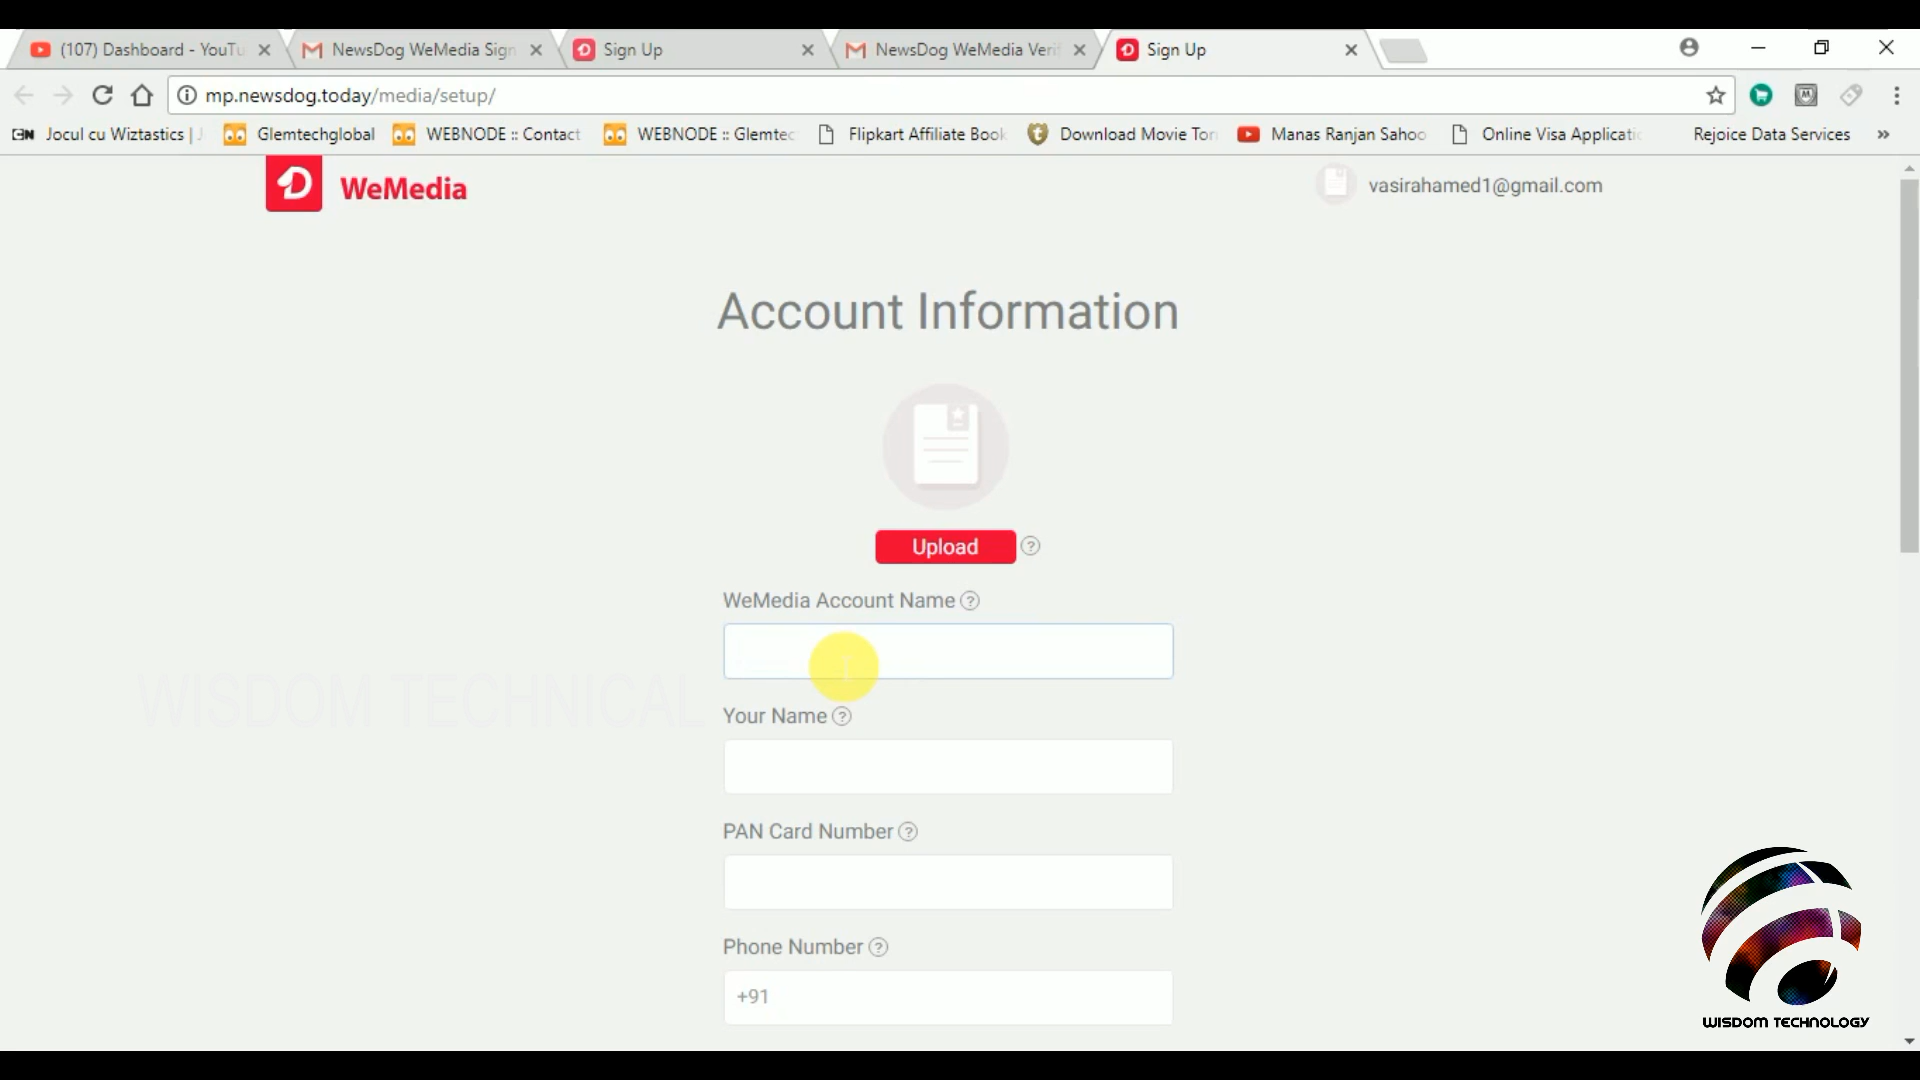 (107) Dashboard - YouTu
NewsDog WeMedia Sign
Sign Up
NewsDog WeMedia Veri
Sign Up
mp.newsdog.today/media/setup/
Jocul cu Wiztastics | J
Glemtechglobal
WEBNODE :: Contact
WEBNODE :: Glemtec
Flipkart Affiliate Book
Download Movie Tor
Manas Ranjan Sahoo
Online Visa Applicati
Rejoice Data Services
»
WeMedia
vasirahamed1@gmail.com
Account Information
Upload ?
WeMedia Account Name ?
WISDOM TECHNICAL
Your Name ?
PAN Card Number ?
Phone Number ?
+91
WISDOM TECHNOLOGY